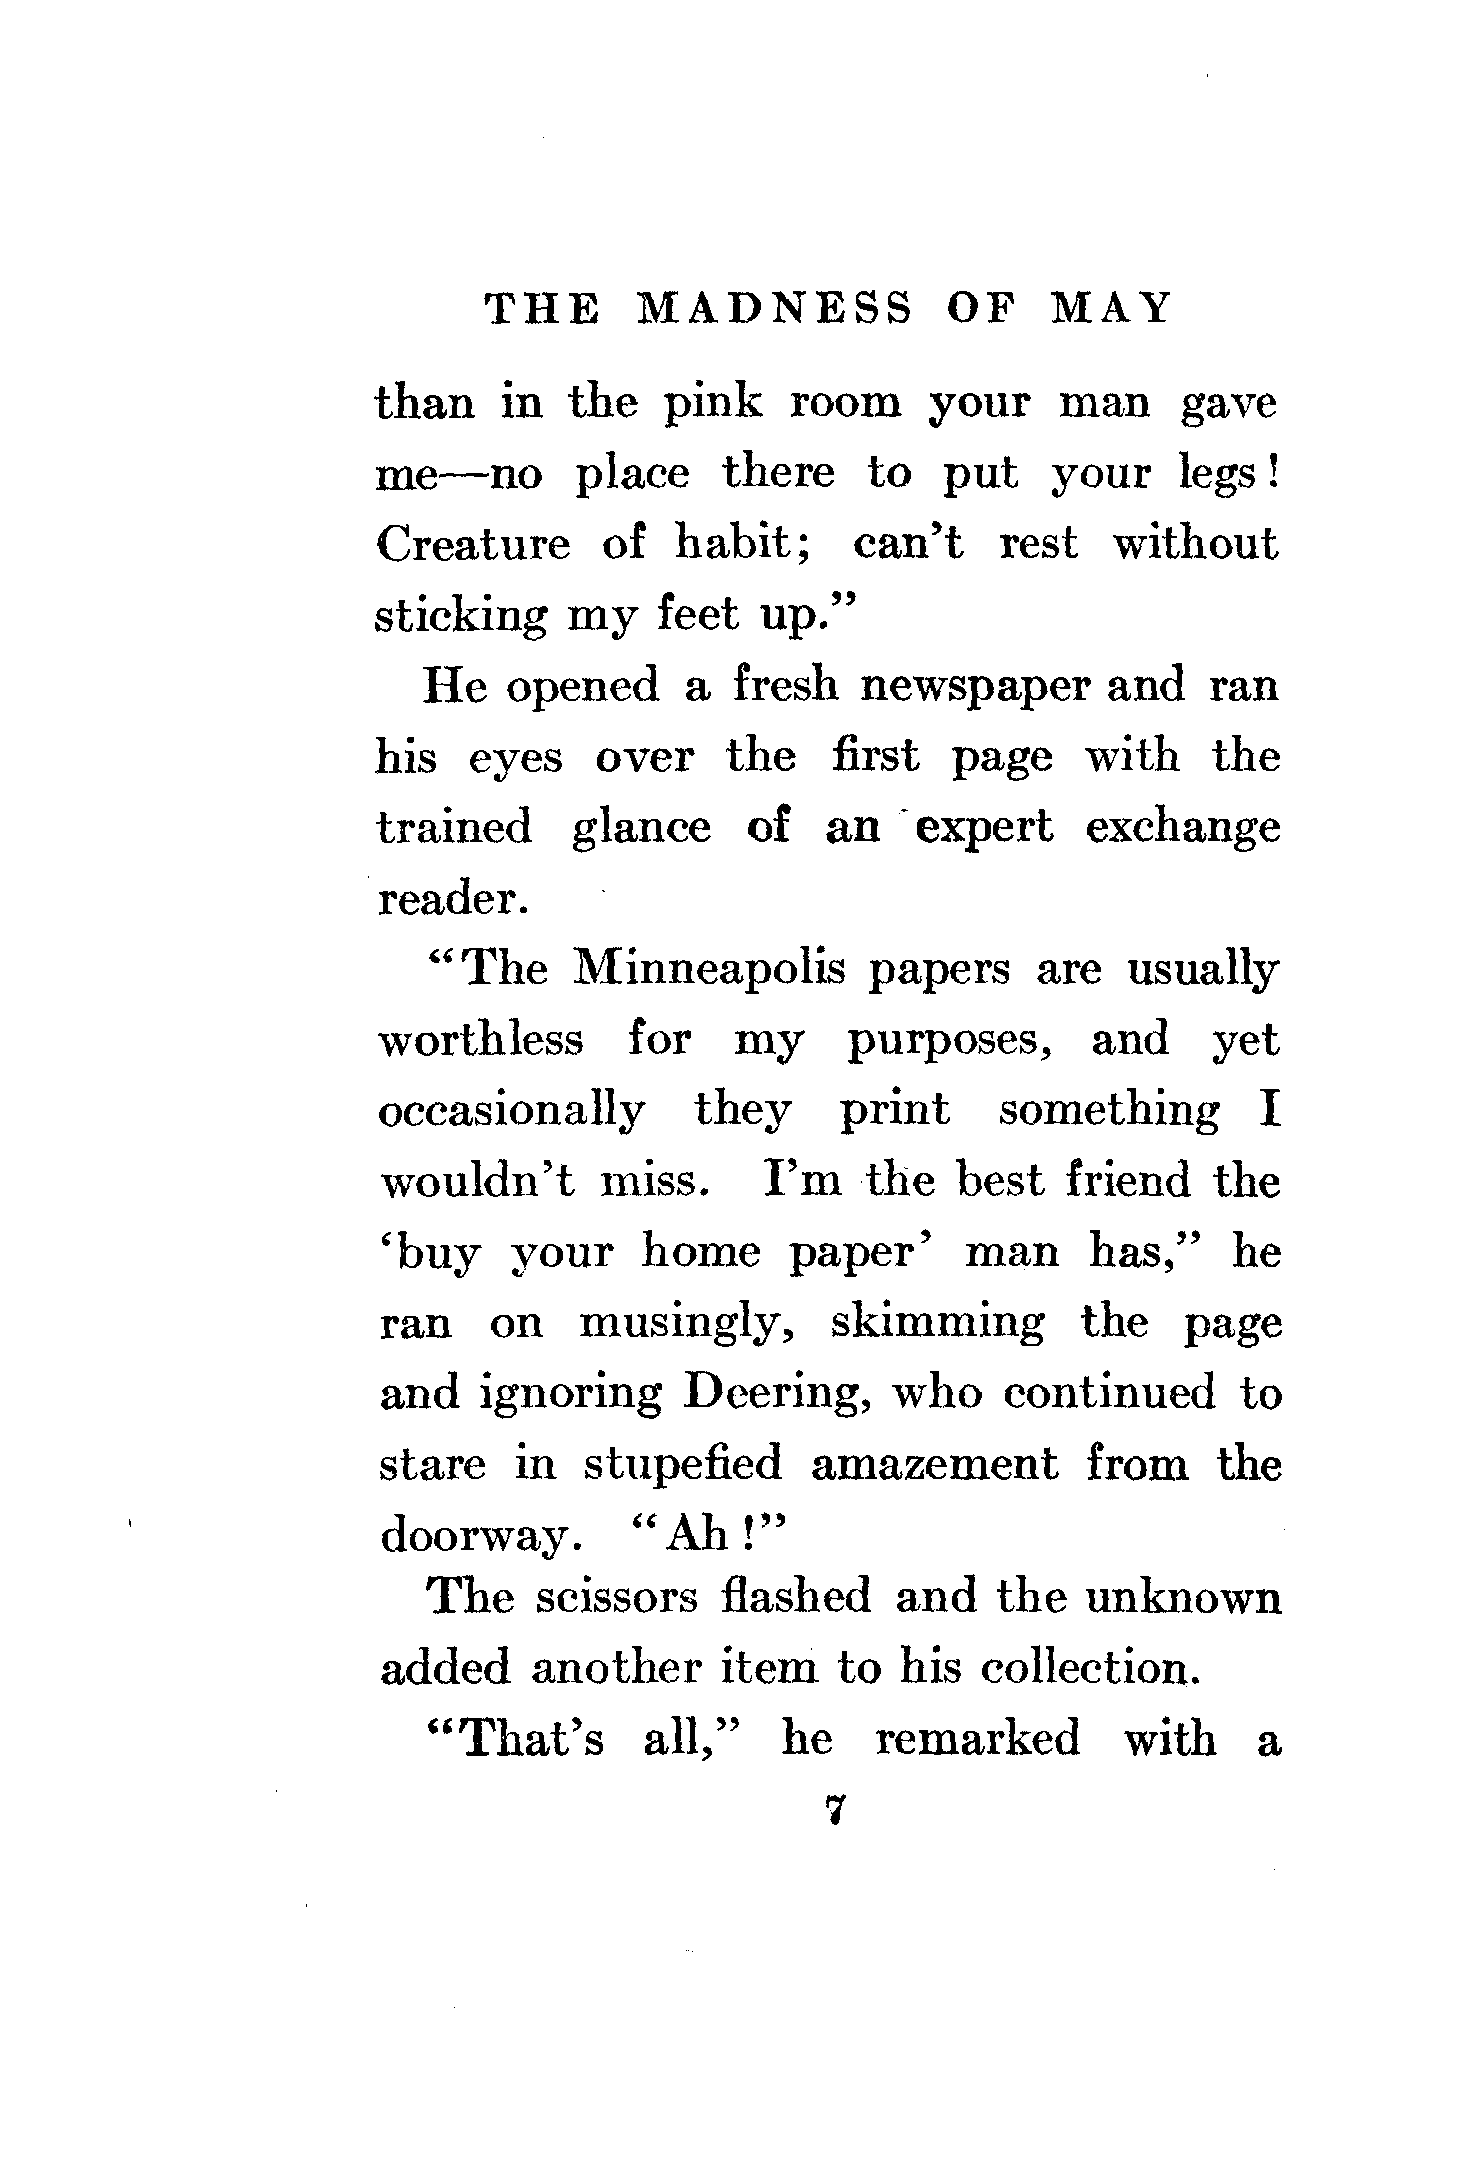 THE MADNESS OF MAY
than in the pink room your man gave
me—no place there to put your legs!
Creature of habit; can't rest without
sticking my feet up.”
He opened a fresh newspaper and ran
his eyes over the first page with the
trained glance of an expert exchange
reader.
“The Minneapolis papers are usually
worthless for my purposes, and yet
occasionally they print something I
wouldn't miss. I'm the best friend the
‘buy your home paper’ man has,” he
ran on musingly, skimming the page
and ignoring Deering, who continued to
stare in stupefied amazement from the
doorway. “Ah!”
The scissors flashed and the unknown
added another item to his collection.
“That's all,” he remarked with a
7